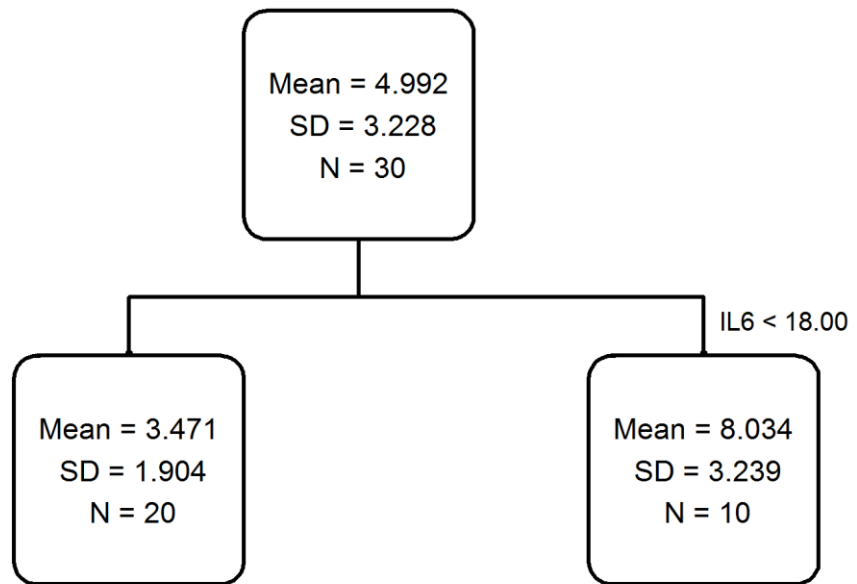 Mean = 4.992
SD = 3.228
N = 30
IL6 < 18.00
Mean = 3.471
SD = 1.904
N = 20
Mean = 8.034
SD = 3.239
N = 10